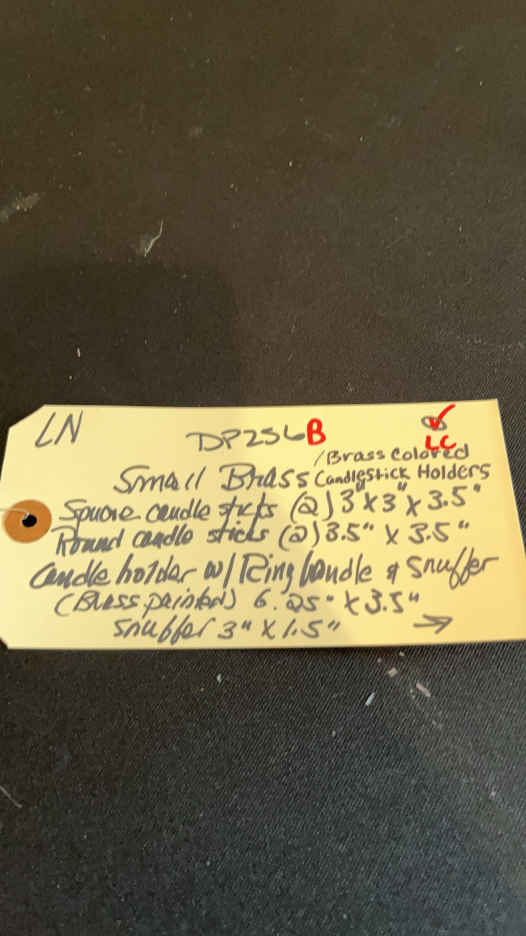 LN
DP256B
LC
/Brass Colored
Small Brass Candlestick Holders
Square candle sticks (2) 3" x 3" x 3.5"
Round candle sticks (2) 3.5" x 3.5"
Candle holder w/ Ring handle & Snuffer
(Brass painted) 6.25" x 3.5"
Snuffer 3" x 1.5" →